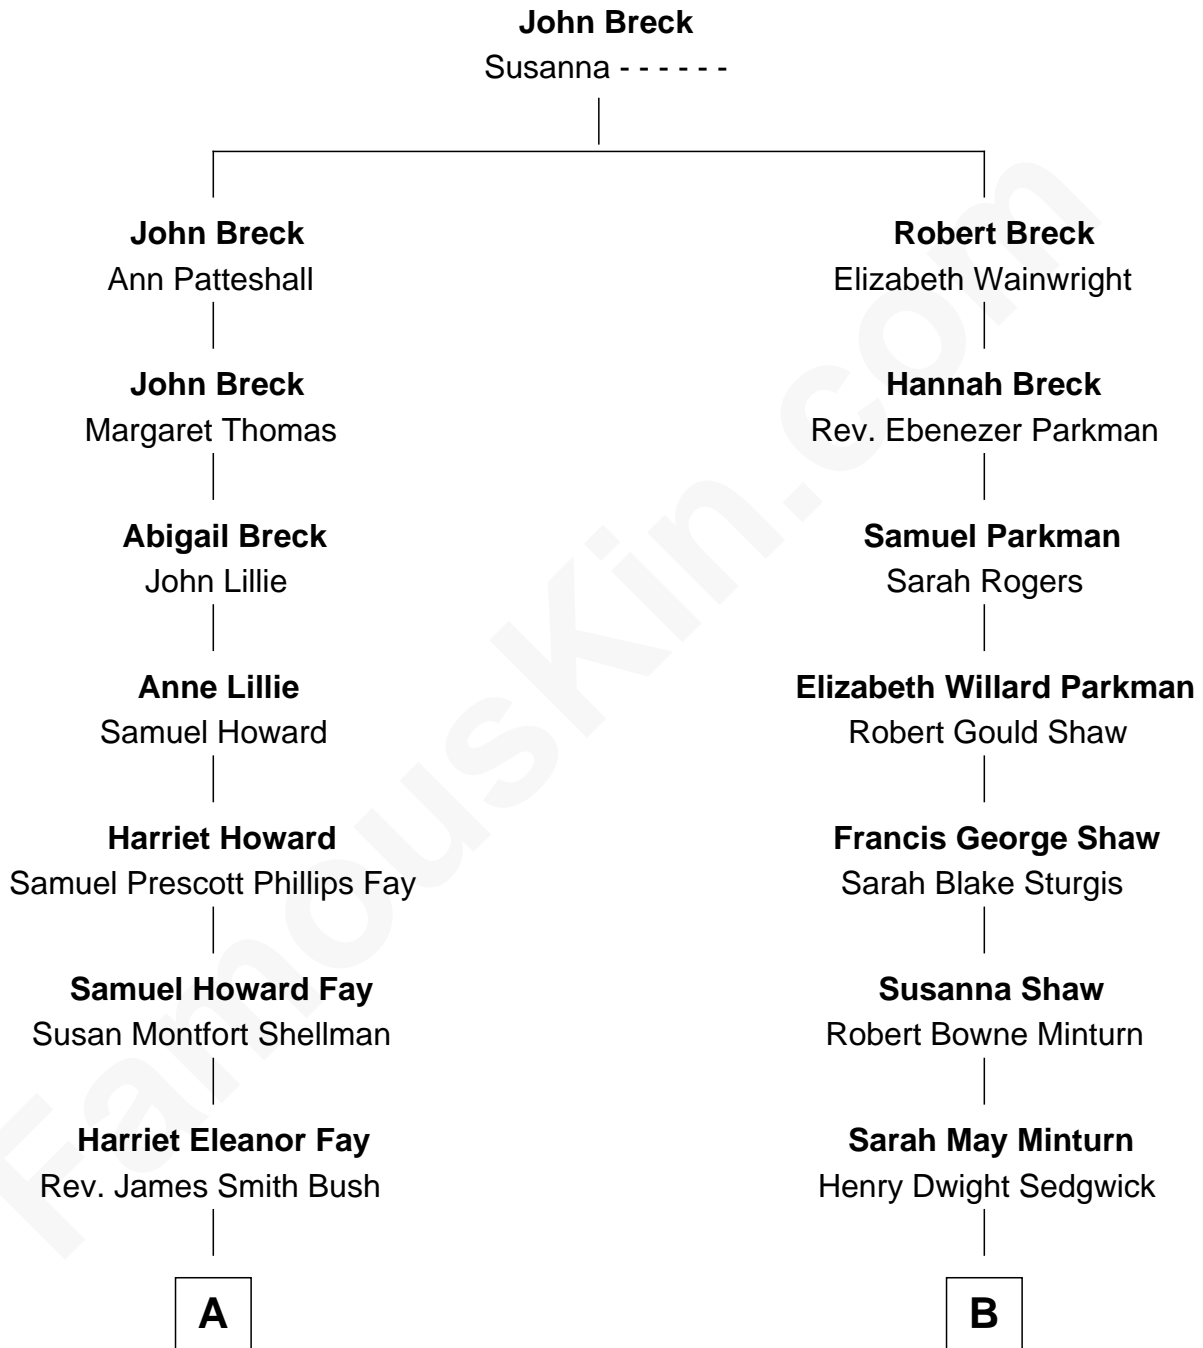 John Breck
Susanna - - - - - -
John Breck
Ann Patteshall
Robert Breck
Elizabeth Wainwright
John Breck
Margaret Thomas
Hannah Breck
Rev. Ebenezer Parkman
Abigail Breck
John Lillie
Samuel Parkman
Sarah Rogers
Anne Lillie
Samuel Howard
Elizabeth Willard Parkman
Robert Gould Shaw
Harriet Howard
Samuel Prescott Phillips Fay
Francis George Shaw
Sarah Blake Sturgis
Samuel Howard Fay
Susan Montfort Shellman
Susanna Shaw
Robert Bowne Minturn
Harriet Eleanor Fay
Rev. James Smith Bush
Sarah May Minturn
Henry Dwight Sedgwick
A
B
FamousKin.com